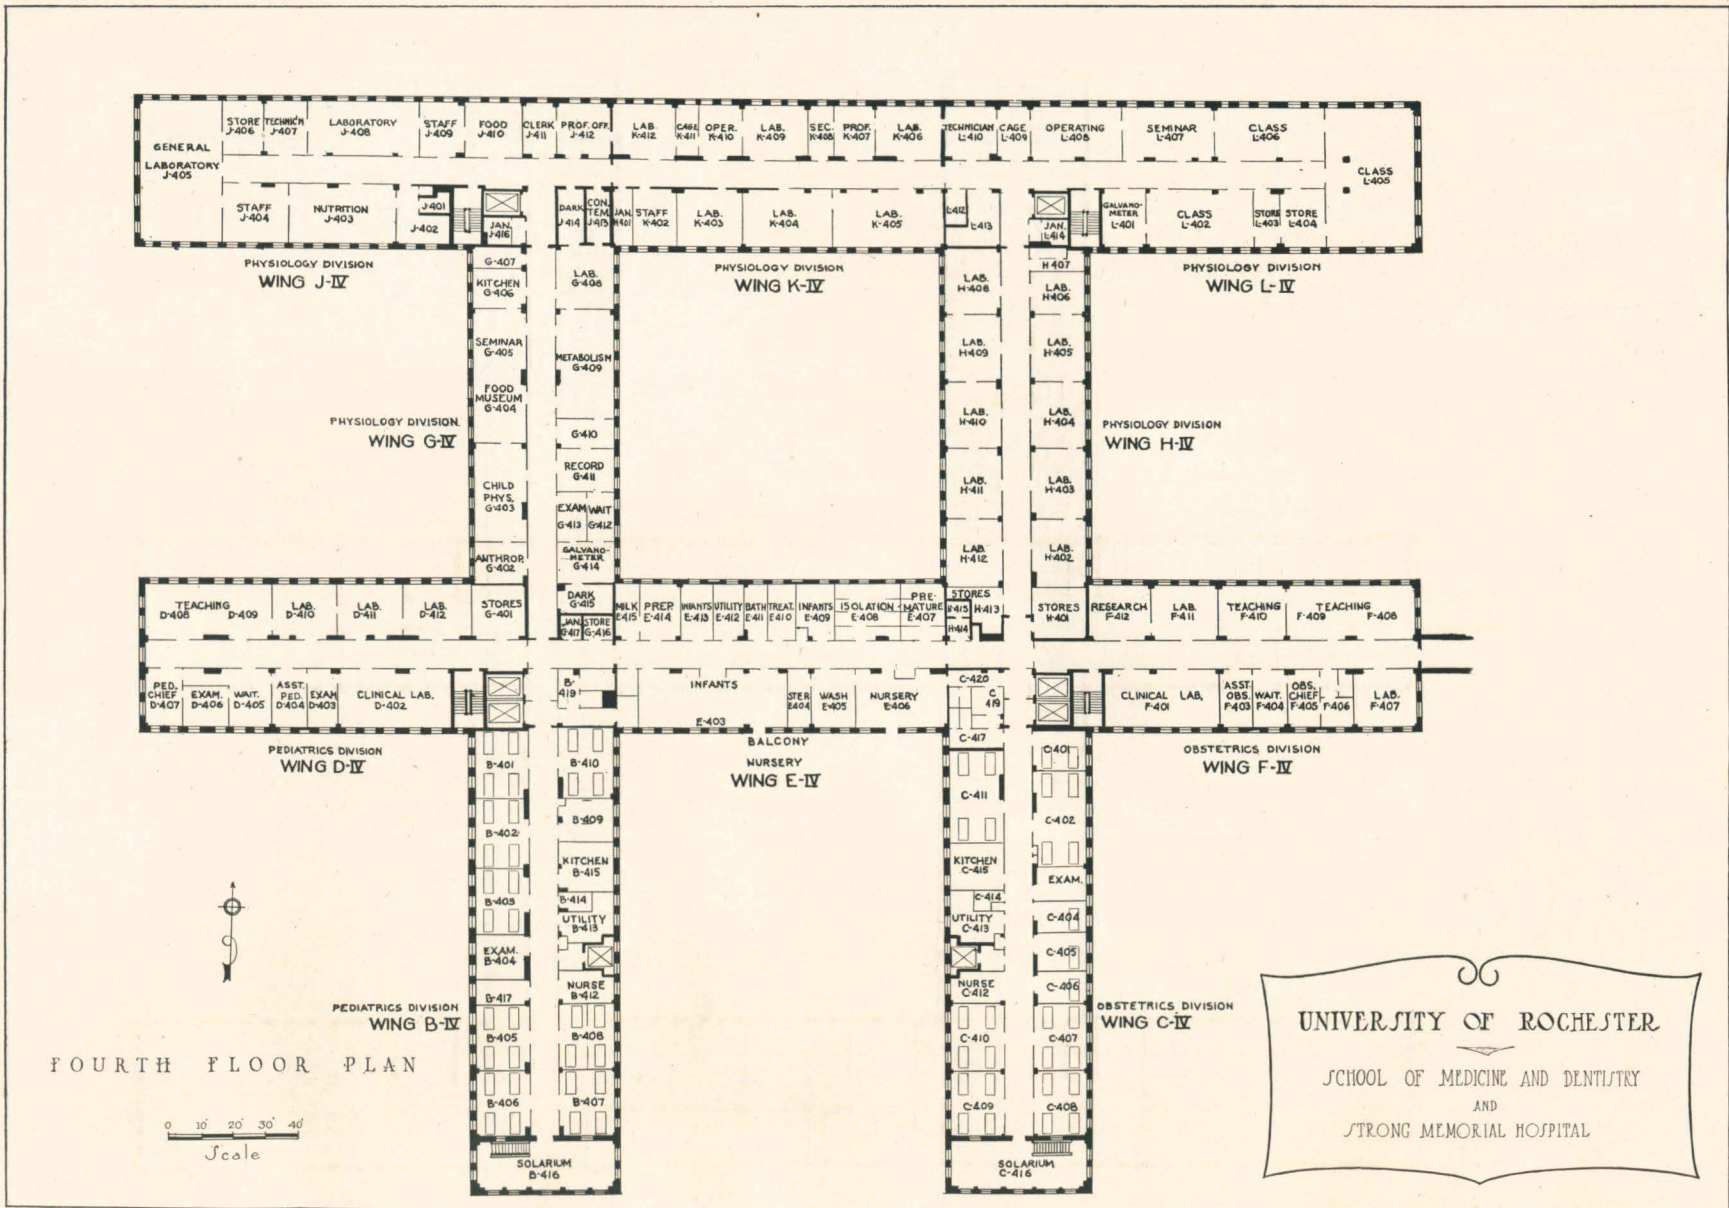 STORE
J-406
TECHNIK'N
J-407
LABORATORY
J-408
STAFF
J-409
FOOD
J-410
CLERK
J-411
PROF. OFF.
J-412
LAB.
K-412
CAGE
K-411
OPER.
K-410
LAB.
K-409
SEC.
K-408
PROF.
K-407
LAB.
K-406
TECHNICIAN
L-410
CAGE
L-409
OPERATING
L-408
SEMINAR
L-407
CLASS
L-406
GENERAL
LABORATORY
J-405
CLASS
L-405
STAFF
J-404
NUTRITION
J-403
J-401
J-402
JAN.
J-416
DARK
J-414
CON.
TEM.
J-413
JAN.
K401
STAFF
K-402
LAB.
K-403
LAB.
K-404
LAB.
K-405
L-412
L-413
JAN.
L-414
GALVANO-
METER
L-401
CLASS
L-402
STORE
L-403
STORE
L-404
PHYSIOLOGY DIVISION
WING J-IV
PHYSIOLOGY DIVISION
WING K-IV
PHYSIOLOGY DIVISION
WING L-IV
G-407
KITCHEN
G-406
SEMINAR
G-405
FOOD
MUSEUM
G-404
CHILD
PHYS.
G-403
ANTHROP.
G-402
STORES
G-401
LAB.
G-408
METABOLISM
G-409
G-410
RECORD
G-411
EXAM
G-413
WAIT
G-412
GALVANO-
METER
G-414
DARK
G-415
JAN.
G-417
STORE
G-416
PHYSIOLOGY DIVISION.
WING G-IV
LAB.
H-408
LAB.
H-409
LAB.
H-410
LAB.
H-411
LAB.
H-412
STORES
H-415
H-413
H-414
H-407
LAB.
H-406
LAB.
H-405
LAB.
H-404
LAB.
H-403
LAB.
H-402
STORES
H-401
PHYSIOLOGY DIVISION
WING H-IV
TEACHING
D-408 D-409
LAB.
D-410
LAB.
D-411
LAB.
D-412
MILK
E-415
PREP.
E-414
INFANTS
E-413
UTILITY
E-412
BATH
E-411
TREAT.
E-410
INFANTS
E-409
ISOLATION
E-408
PRE-
MATURE
E-407
RESEARCH
F-412
LAB.
F-411
TEACHING
F-410
TEACHING
F-409 F-408
PED.
CHIEF
D-407
EXAM.
D-406
WAIT.
D-405
ASST.
PED.
D-404
EXAM
D-403
CLINICAL LAB.
D-402
B-
419
INFANTS
E-403
STER
E404
WASH
E-405
NURSERY
E-406
C-420
C
419
C-417
CLINICAL LAB,
F-401
ASST.
OBS.
F-403
WAIT.
F-404
OBS.
CHIEF
F-405
F-406
LAB.
F-407
PEDIATRICS DIVISION
WING D-IV
BALCONY
NURSERY
WING E-IV
OBSTETRICS DIVISION
WING F-IV
B-401
B-402
B-403
EXAM.
B-404
B-417
B-405
B-406
B-410
B-409
KITCHEN
B-415
B-414
UTILITY
B-413
NURSE
B-412
B-408
B-407
SOLARIUM
B-416
PEDIATRICS DIVISION
WING B-IV
C-411
KITCHEN
C-415
C-414
UTILITY
C-413
NURSE
C-412
C-410
C-409
C-401
C-402
EXAM.
C-404
C-405
C-406
C-407
C-408
SOLARIUM
C-416
OBSTETRICS DIVISION
WING C-IV
FOURTH FLOOR PLAN
0 10' 20' 30' 40'
Scale
UNIVERSITY OF ROCHESTER
SCHOOL OF MEDICINE AND DENTISTRY
AND
STRONG MEMORIAL HOSPITAL